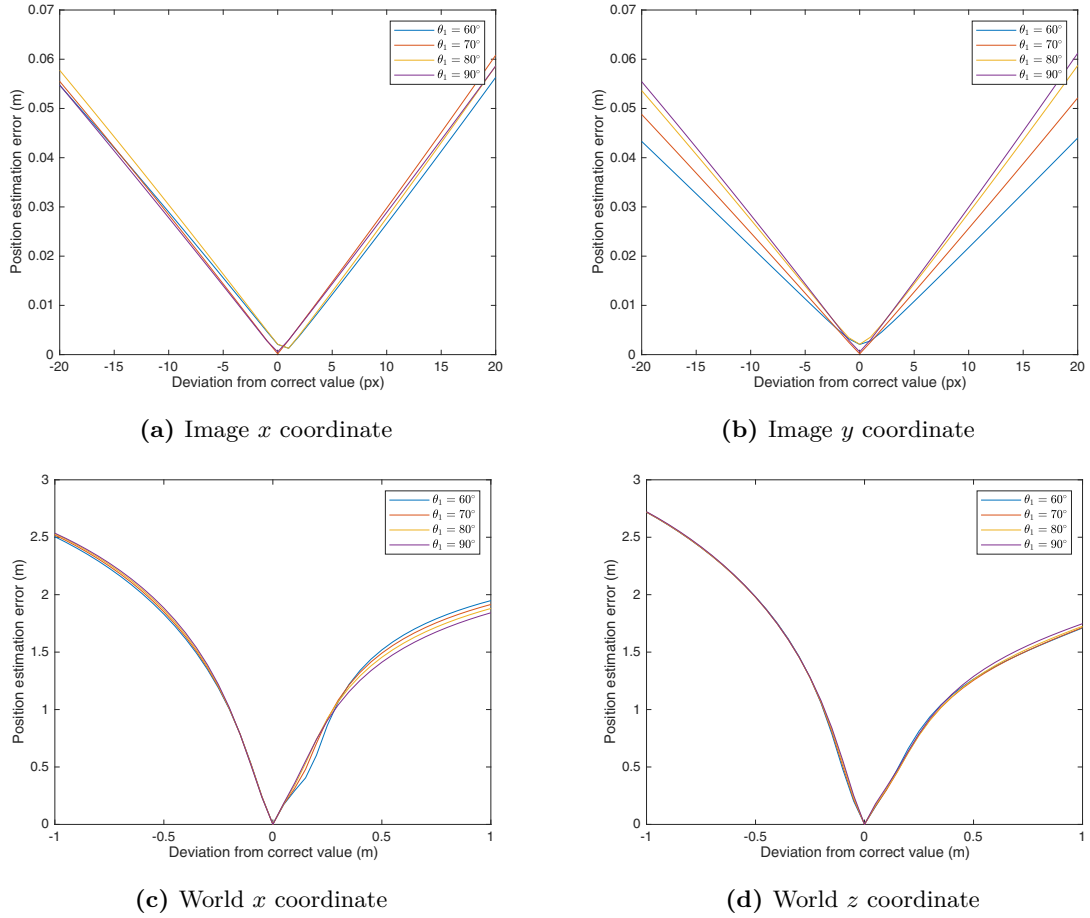 0.07
0.06
0.05
0.04
0.03
0.02
0.01
0
-20 -15 -10 -5 0 5 10 15 20
Position estimation error (m)
Deviation from correct value (px)
θ₁ = 60°
θ₁ = 70°
θ₁ = 80°
θ₁ = 90°
(a) Image x coordinate
0.07
0.06
0.05
0.04
0.03
0.02
0.01
0
-20 -15 -10 -5 0 5 10 15 20
Position estimation error (m)
Deviation from correct value (px)
θ₁ = 60°
θ₁ = 70°
θ₁ = 80°
θ₁ = 90°
(b) Image y coordinate
3
2.5
2
1.5
1
0.5
0
-1 -0.5 0 0.5 1
Position estimation error (m)
Deviation from correct value (m)
θ₁ = 60°
θ₁ = 70°
θ₁ = 80°
θ₁ = 90°
(c) World x coordinate
3
2.5
2
1.5
1
0.5
0
-1 -0.5 0 0.5 1
Position estimation error (m)
Deviation from correct value (m)
θ₁ = 60°
θ₁ = 70°
θ₁ = 80°
θ₁ = 90°
(d) World z coordinate